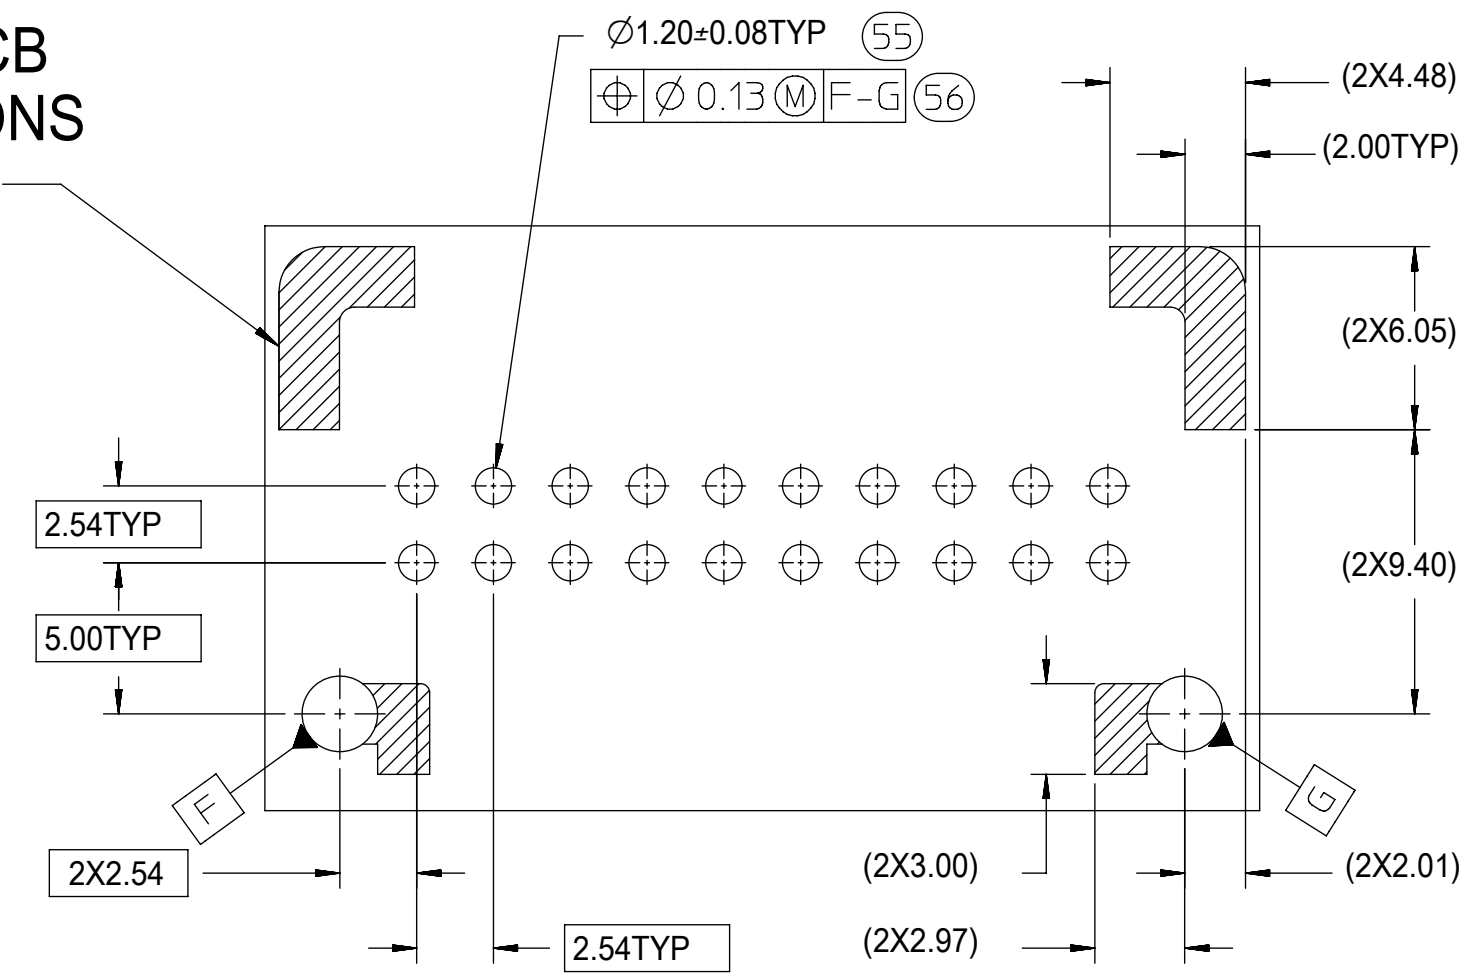 CB
ONS
∅1.20±0.08TYP 55
⌖ ∅ 0.13 Ⓜ F-G 56
(2X4.48)
(2.00TYP)
(2X6.05)
2.54TYP
(2X9.40)
5.00TYP
F
G
2X2.54
(2X3.00)
(2X2.01)
2.54TYP
(2X2.97)